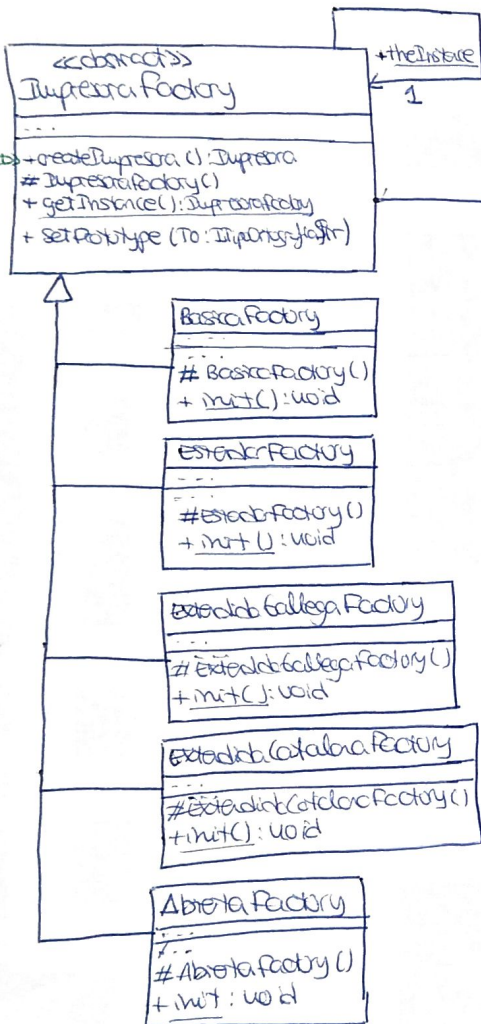 <<abstract>>
ImpresoraFactory
+theInstance
1
...
+createImpresora(): Impresora
# ImpresoraFactory()
+ getInstance(): ImpresoraFactory
+ setPrototype (To:
BasicaFactory
...
...
# BasicaFactory()
+ init(): void
EstandarFactory
...
...
#EstandarFactory()
+ init(): void
ExtendidaGallegaFactory
...
# ExtendidaGallegaFactory()
+init(): void
ExtendidaCatalanaFactory
...
#ExtendidaCatalanaFactory()
+init(): void
AbiertaFactory
...
...
# AbiertaFactory()
+ init: void